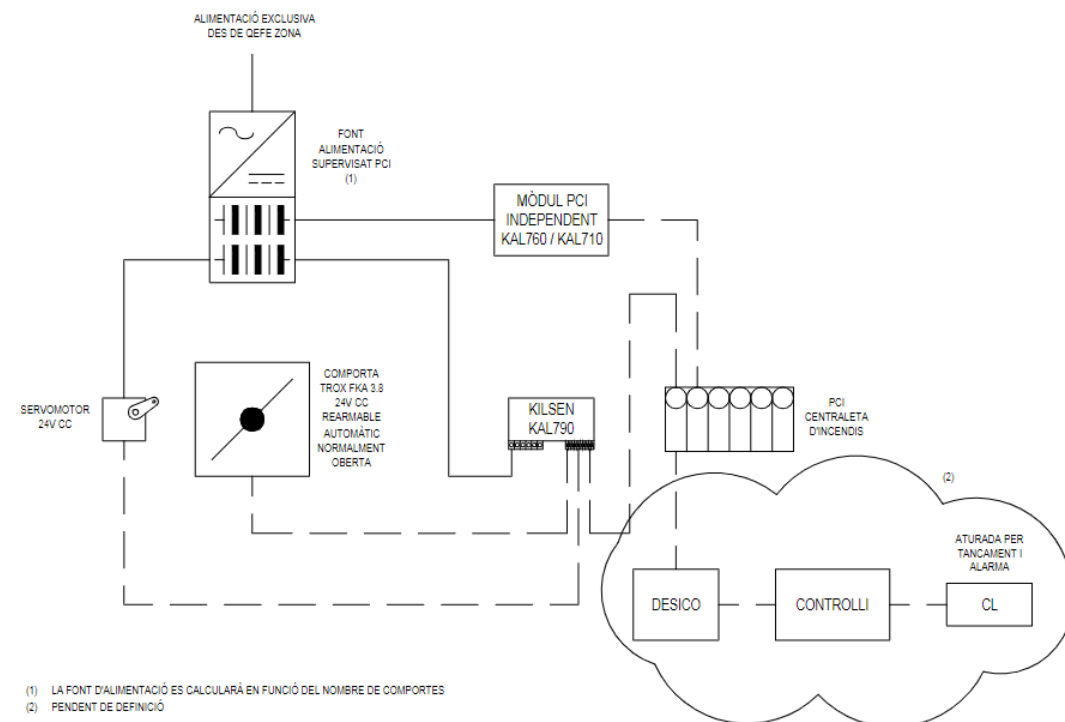 ALIMENTACIÓ EXCLUSIVA
DES DE QEFE ZONA
FONT
ALIMENTACIÓ
SUPERVISAT PCI
(1)
MÒDUL PCI
INDEPENDENT
KAL760 / KAL710
SERVOMOTOR
24V CC
COMPORTA
TROX FKA 3.8
24V CC
REARMABLE
AUTOMÀTIC
NORMALMENT
OBERTA
KILSEN
KAL790
PCI
CENTRALETA
D'INCENDIS
(2)
ATURADA PER
TANCAMENT I
ALARMA
DESICO
CONTROLLI
CL
(1) LA FONT D'ALIMENTACIÓ ES CALCULARÀ EN FUNCIÓ DEL NOMBRE DE COMPORTES
(2) PENDENT DE DEFINICIÓ